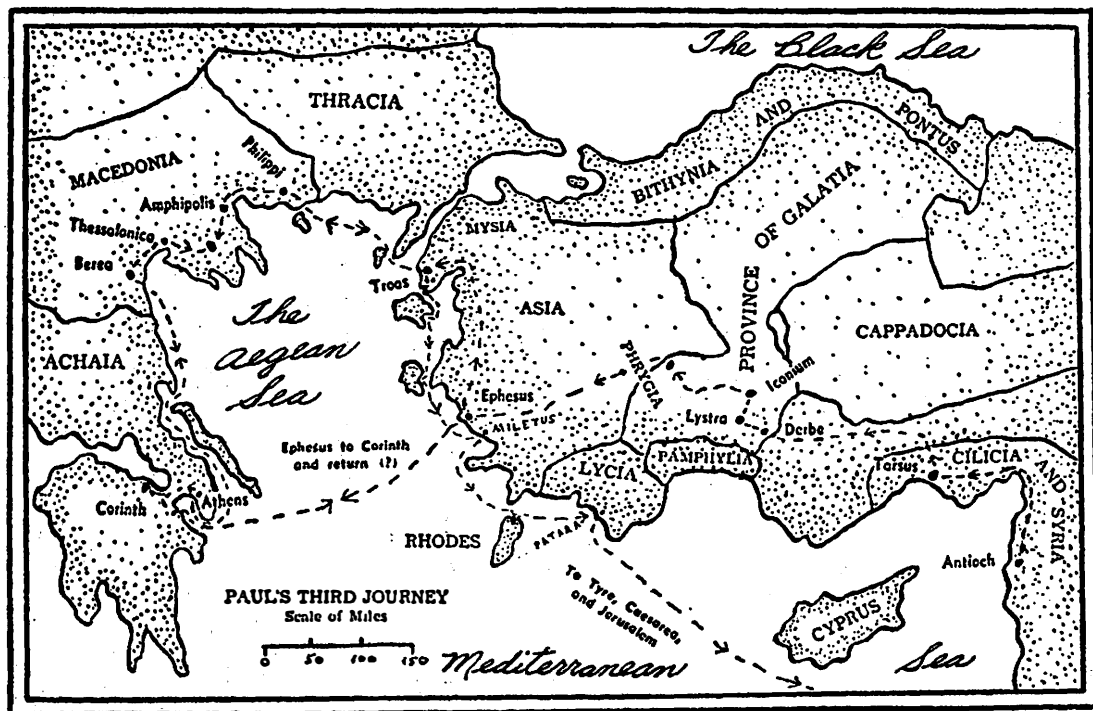 The Black Sea
THRACIA
BITHYNIA AND PONTUS
MACEDONIA
Philippi
Amphipolis
Thessalonica
Berea
MYSIA
Troas
PROVINCE OF GALATIA
The
Aegean
Sea
ASIA
CAPPADOCIA
ACHAIA
PHRYGIA
Iconium
Ephesus
MILETUS
Lystra
Derbe
Ephesus to Corinth
and return (?)
LYCIA
PAMPHYLIA
Tarsus
CILICIA AND SYRIA
Corinth
Athens
RHODES
PATARA
Antioch
To Tyre, Caesarea,
and Jerusalem
PAUL'S THIRD JOURNEY
Scale of Miles
0 50 100 150
CYPRUS
Mediterranean Sea